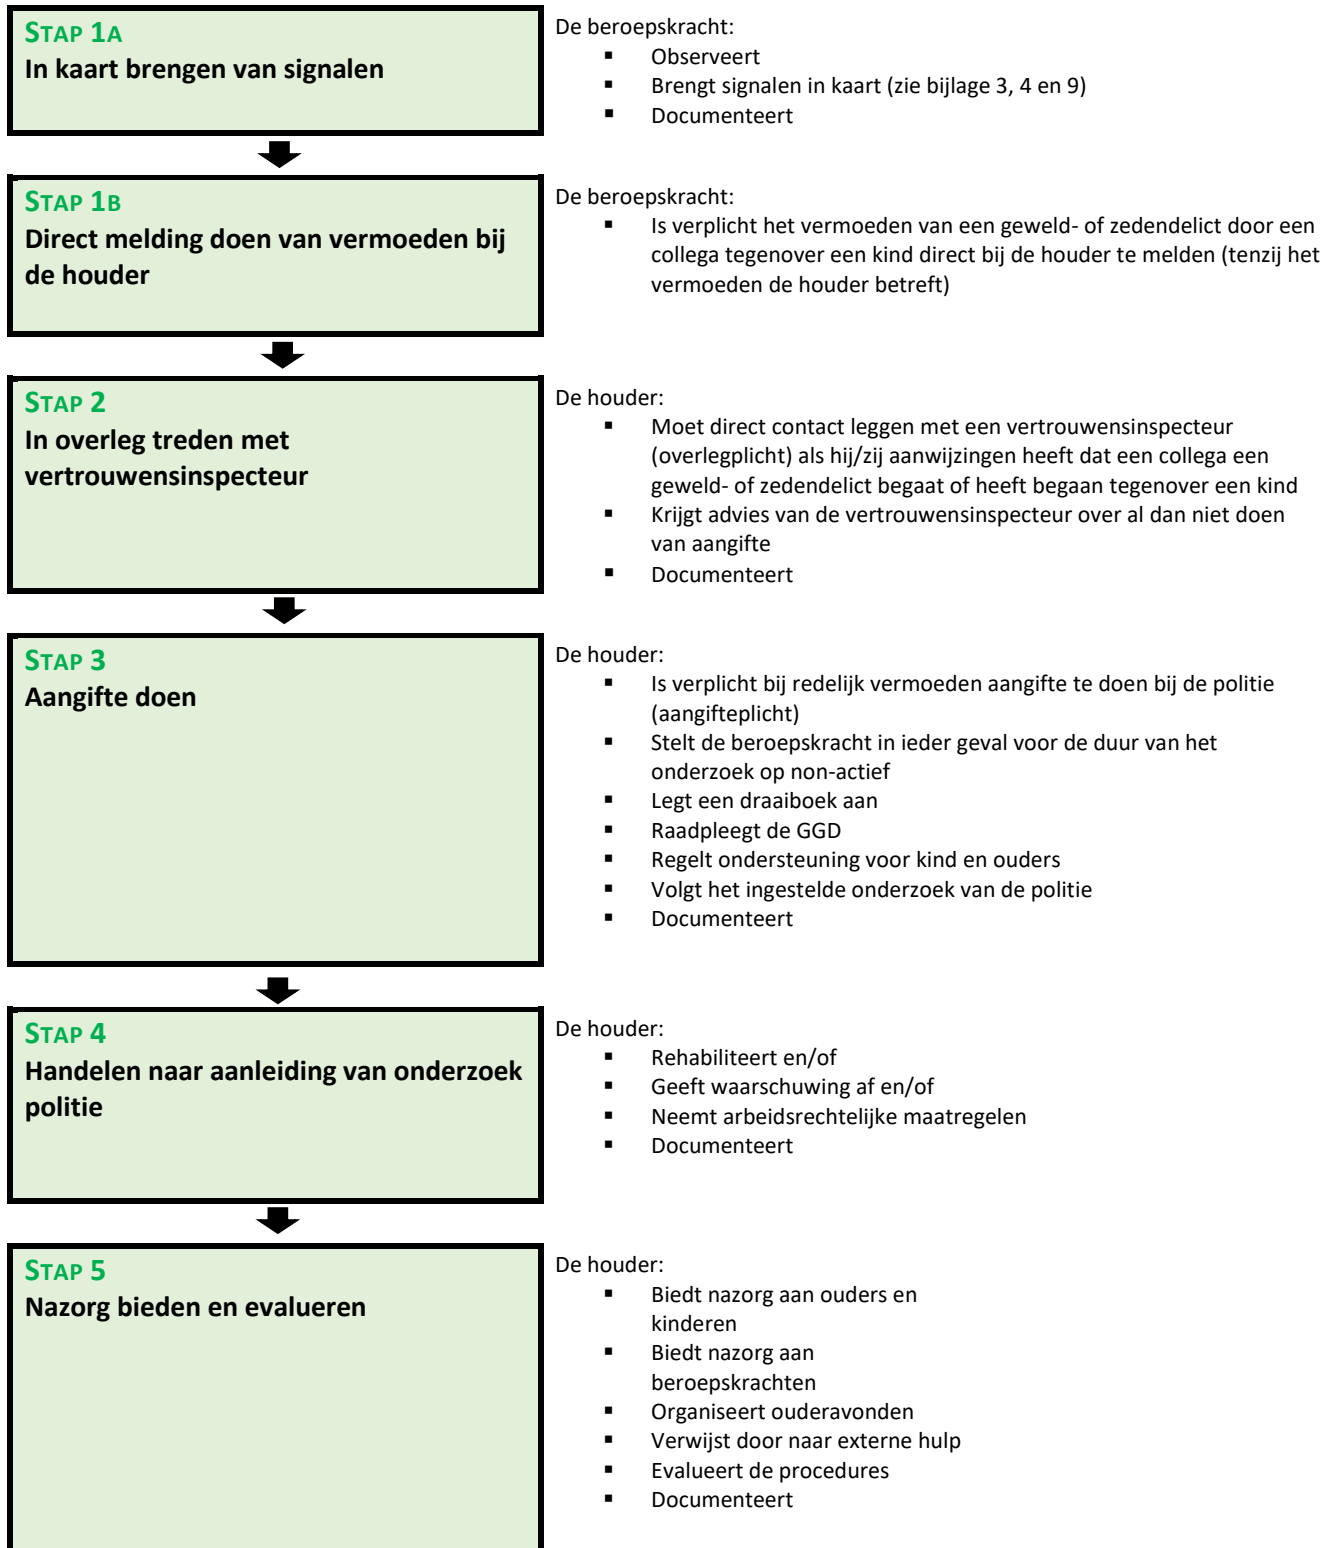 STAP 1A
In kaart brengen van signalen
De beroepskracht:
▪ Observeert
▪ Brengt signalen in kaart (zie bijlage 3, 4 en 9)
▪ Documenteert
STAP 1B
Direct melding doen van vermoeden bij
de houder
De beroepskracht:
▪ Is verplicht het vermoeden van een geweld- of zedendelict door een
collega tegenover een kind direct bij de houder te melden (tenzij het
vermoeden de houder betreft)
STAP 2
In overleg treden met
vertrouwensinspecteur
De houder:
▪ Moet direct contact leggen met een vertrouwensinspecteur
(overlegplicht) als hij/zij aanwijzingen heeft dat een collega een
geweld- of zedendelict begaat of heeft begaan tegenover een kind
▪ Krijgt advies van de vertrouwensinspecteur over al dan niet doen
van aangifte
▪ Documenteert
STAP 3
Aangifte doen
De houder:
▪ Is verplicht bij redelijk vermoeden aangifte te doen bij de politie
(aangifteplicht)
▪ Stelt de beroepskracht in ieder geval voor de duur van het
onderzoek op non-actief
▪ Legt een draaiboek aan
▪ Raadpleegt de GGD
▪ Regelt ondersteuning voor kind en ouders
▪ Volgt het ingestelde onderzoek van de politie
▪ Documenteert
STAP 4
Handelen naar aanleiding van onderzoek
politie
De houder:
▪ Rehabiliteert en/of
▪ Geeft waarschuwing af en/of
▪ Neemt arbeidsrechtelijke maatregelen
▪ Documenteert
STAP 5
Nazorg bieden en evalueren
De houder:
▪ Biedt nazorg aan ouders en
kinderen
▪ Biedt nazorg aan
beroepskrachten
▪ Organiseert ouderavonden
▪ Verwijst door naar externe hulp
▪ Evalueert de procedures
▪ Documenteert